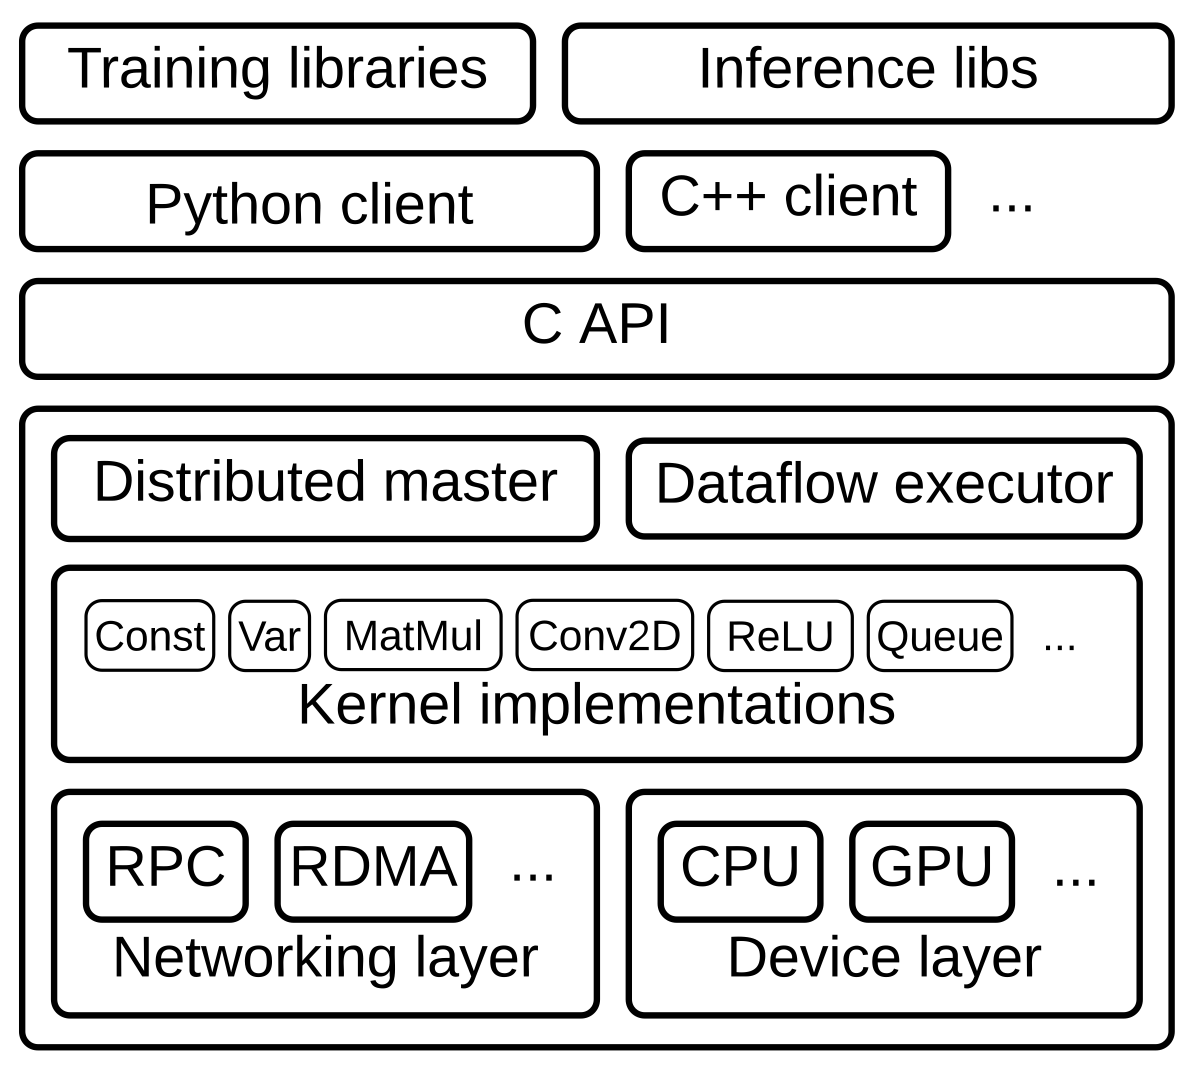 Training libraries
Inference libs
Python client
C++ client
...
C API
Distributed master
Dataflow executor
Const Var MatMul Conv2D ReLU Queue ...
Kernel implementations
RPC RDMA ...
Networking layer
CPU GPU ...
Device layer